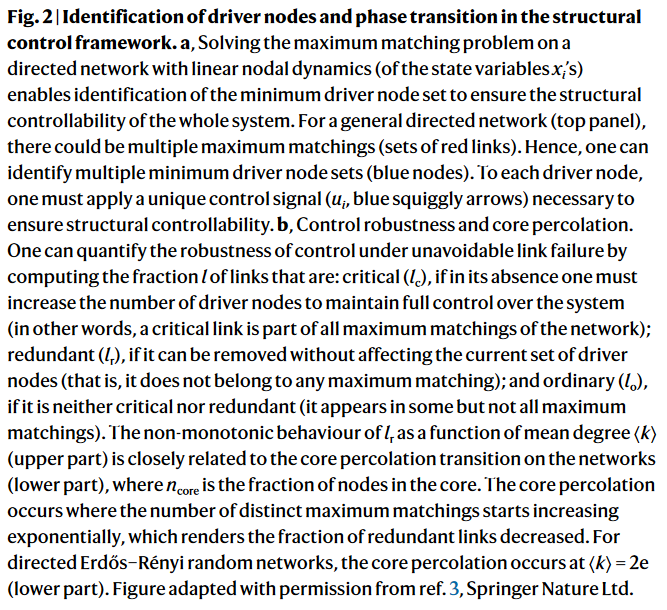 Fig. 2 | Identification of driver nodes and phase transition in the structural
control framework. a, Solving the maximum matching problem on a
directed network with linear nodal dynamics (of the state variables xᵢ’s)
enables identification of the minimum driver node set to ensure the structural
controllability of the whole system. For a general directed network (top panel),
there could be multiple maximum matchings (sets of red links). Hence, one can
identify multiple minimum driver node sets (blue nodes). To each driver node,
one must apply a unique control signal (uᵢ, blue squiggly arrows) necessary to
ensure structural controllability. b, Control robustness and core percolation.
One can quantify the robustness of control under unavoidable link failure by
computing the fraction l of links that are: critical (l_c), if in its absence one must
increase the number of driver nodes to maintain full control over the system
(in other words, a critical link is part of all maximum matchings of the network);
redundant (l_r), if it can be removed without affecting the current set of driver
nodes (that is, it does not belong to any maximum matching); and ordinary (l_o),
if it is neither critical nor redundant (it appears in some but not all maximum
matchings). The non-monotonic behaviour of l_r as a function of mean degree ⟨k⟩
(upper part) is closely related to the core percolation transition on the networks
(lower part), where n_core is the fraction of nodes in the core. The core percolation
occurs where the number of distinct maximum matchings starts increasing
exponentially, which renders the fraction of redundant links decreased. For
directed Erdős–Rényi random networks, the core percolation occurs at ⟨k⟩ = 2e
(lower part). Figure adapted with permission from ref. 3, Springer Nature Ltd.